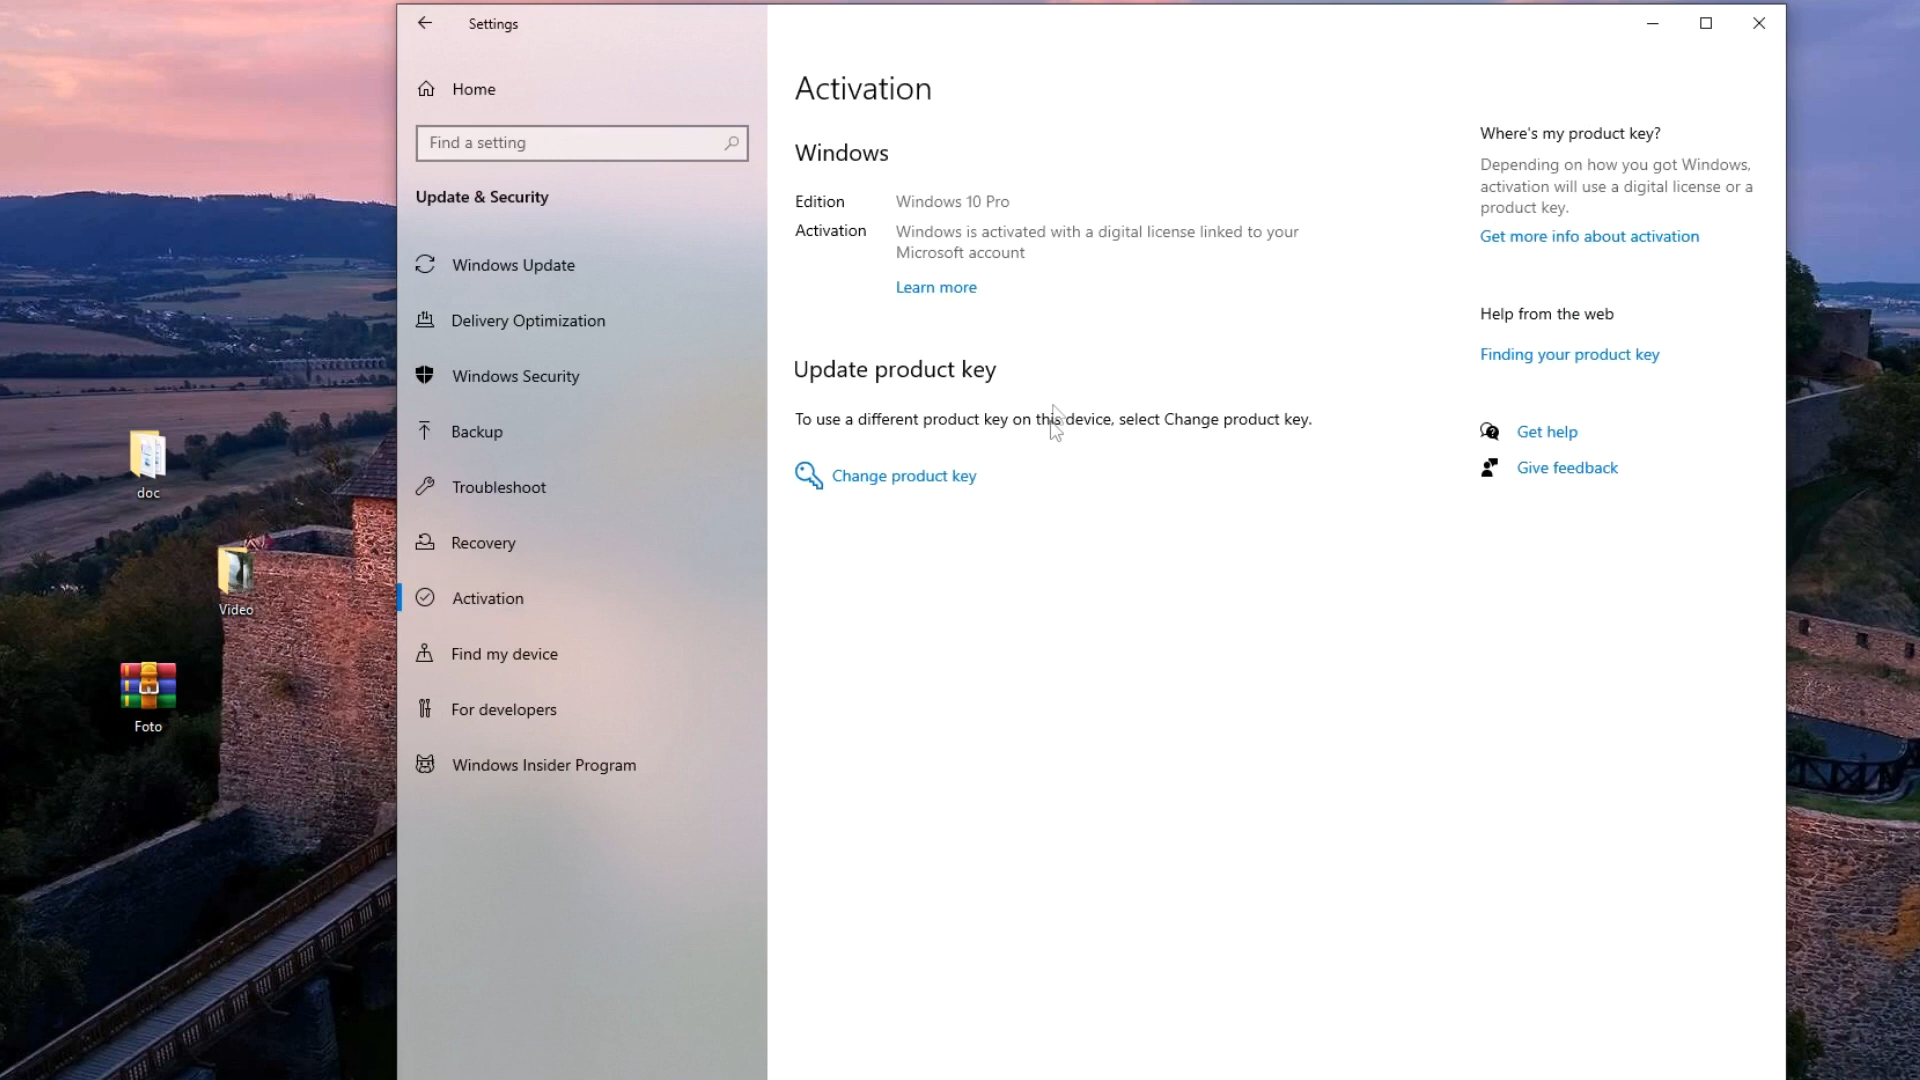 Settings
Home
Find a setting
Update & Security
Windows Update
Delivery Optimization
Windows Security
Backup
Troubleshoot
Recovery
Activation
Find my device
For developers
Windows Insider Program
Activation
Windows
Edition Windows 10 Pro
Activation Windows is activated with a digital license linked to your
Microsoft account
Learn more
Update product key
To use a different product key on this device, select Change product key.
Change product key
Where's my product key?
Depending on how you got Windows,
activation will use a digital license or a
product key.
Get more info about activation
Help from the web
Finding your product key
Get help
Give feedback
doc
Video
Foto